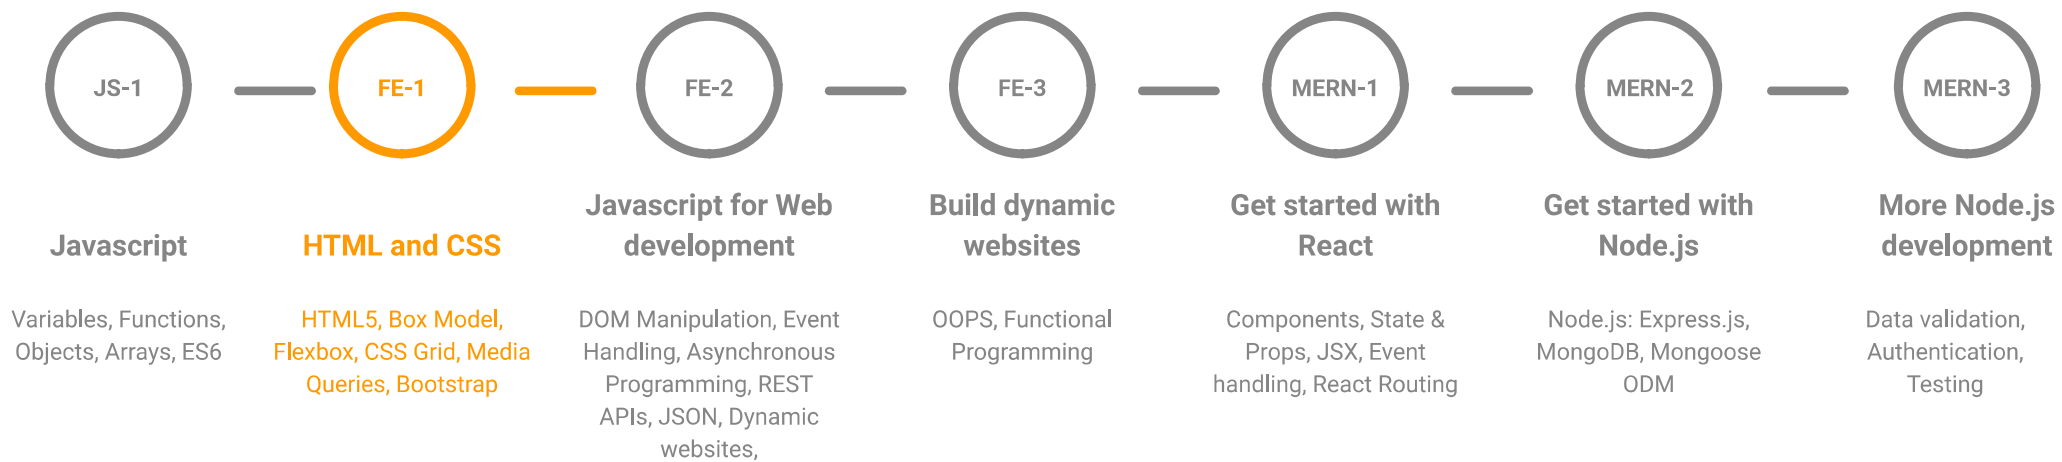 JS-1
FE-1
FE-2
FE-3
MERN-1
MERN-2
MERN-3
Javascript
HTML and CSS
Javascript for Web
development
Build dynamic
websites
Get started with
React
Get started with
Node.js
More Node.js
development
Variables, Functions,
Objects, Arrays, ES6
HTML5, Box Model,
Flexbox, CSS Grid, Media
Queries, Bootstrap
DOM Manipulation, Event
Handling, Asynchronous
Programming, REST
APIs, JSON, Dynamic
websites,
OOPS, Functional
Programming
Components, State &
Props, JSX, Event
handling, React Routing
Node.js: Express.js,
MongoDB, Mongoose
ODM
Data validation,
Authentication,
Testing